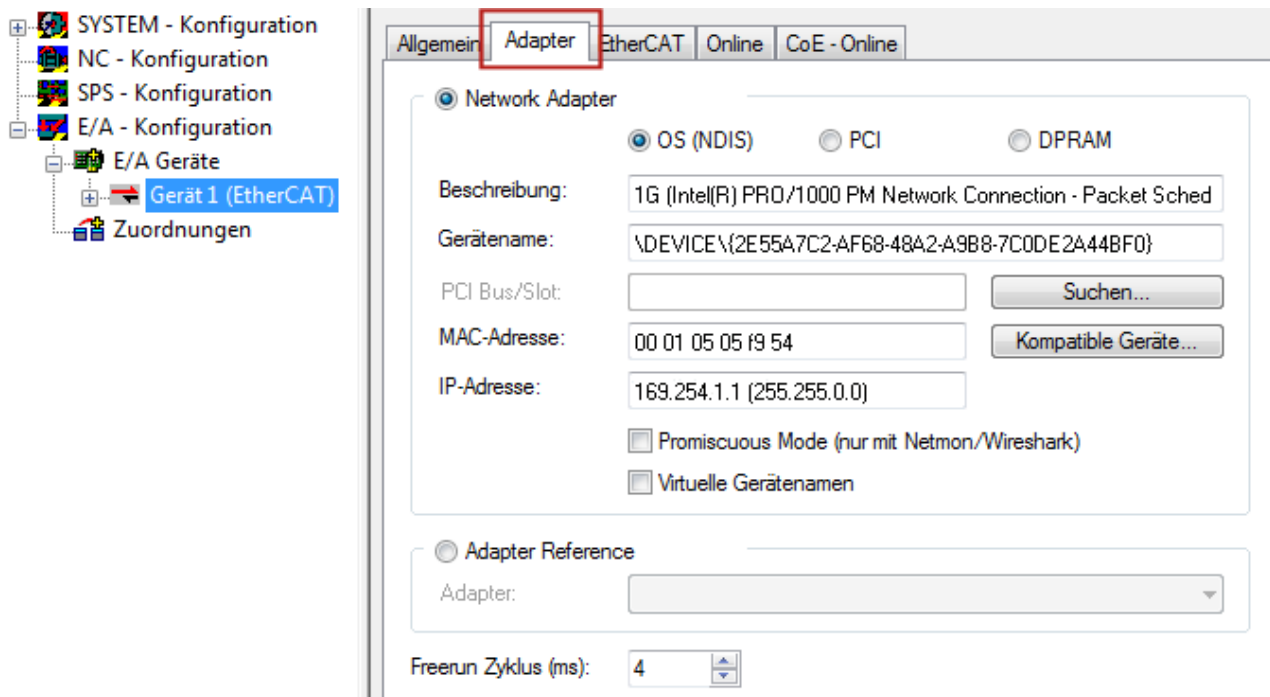 SYSTEM - Konfiguration
NC - Konfiguration
SPS - Konfiguration
E/A - Konfiguration
E/A Geräte
Gerät 1 (EtherCAT)
Zuordnungen
Allgemein Adapter EtherCAT Online CoE - Online
Network Adapter
OS (NDIS) PCI DPRAM
Beschreibung: 1G (Intel(R) PRO/1000 PM Network Connection - Packet Sched
Gerätename: \DEVICE\{2E55A7C2-AF68-48A2-A9B8-7C0DE2A44BF0}
PCI Bus/Slot: Suchen...
MAC-Adresse: 00 01 05 05 f9 54 Kompatible Geräte...
IP-Adresse: 169.254.1.1 (255.255.0.0)
Promiscuous Mode (nur mit Netmon/Wireshark)
Virtuelle Gerätenamen
Adapter Reference
Adapter:
Freerun Zyklus (ms): 4